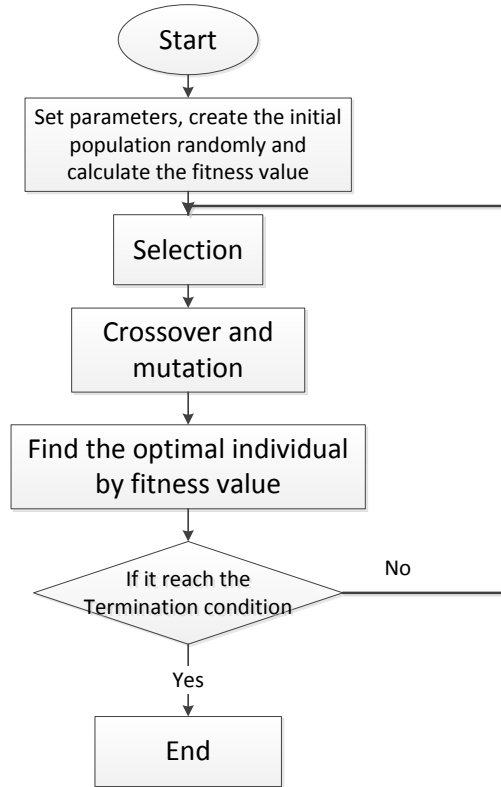 Start
Set parameters, create the initial
population randomly and
calculate the fitness value
Selection
Crossover and
mutation
Find the optimal individual
by fitness value
If it reach the
Termination condition
No
Yes
End